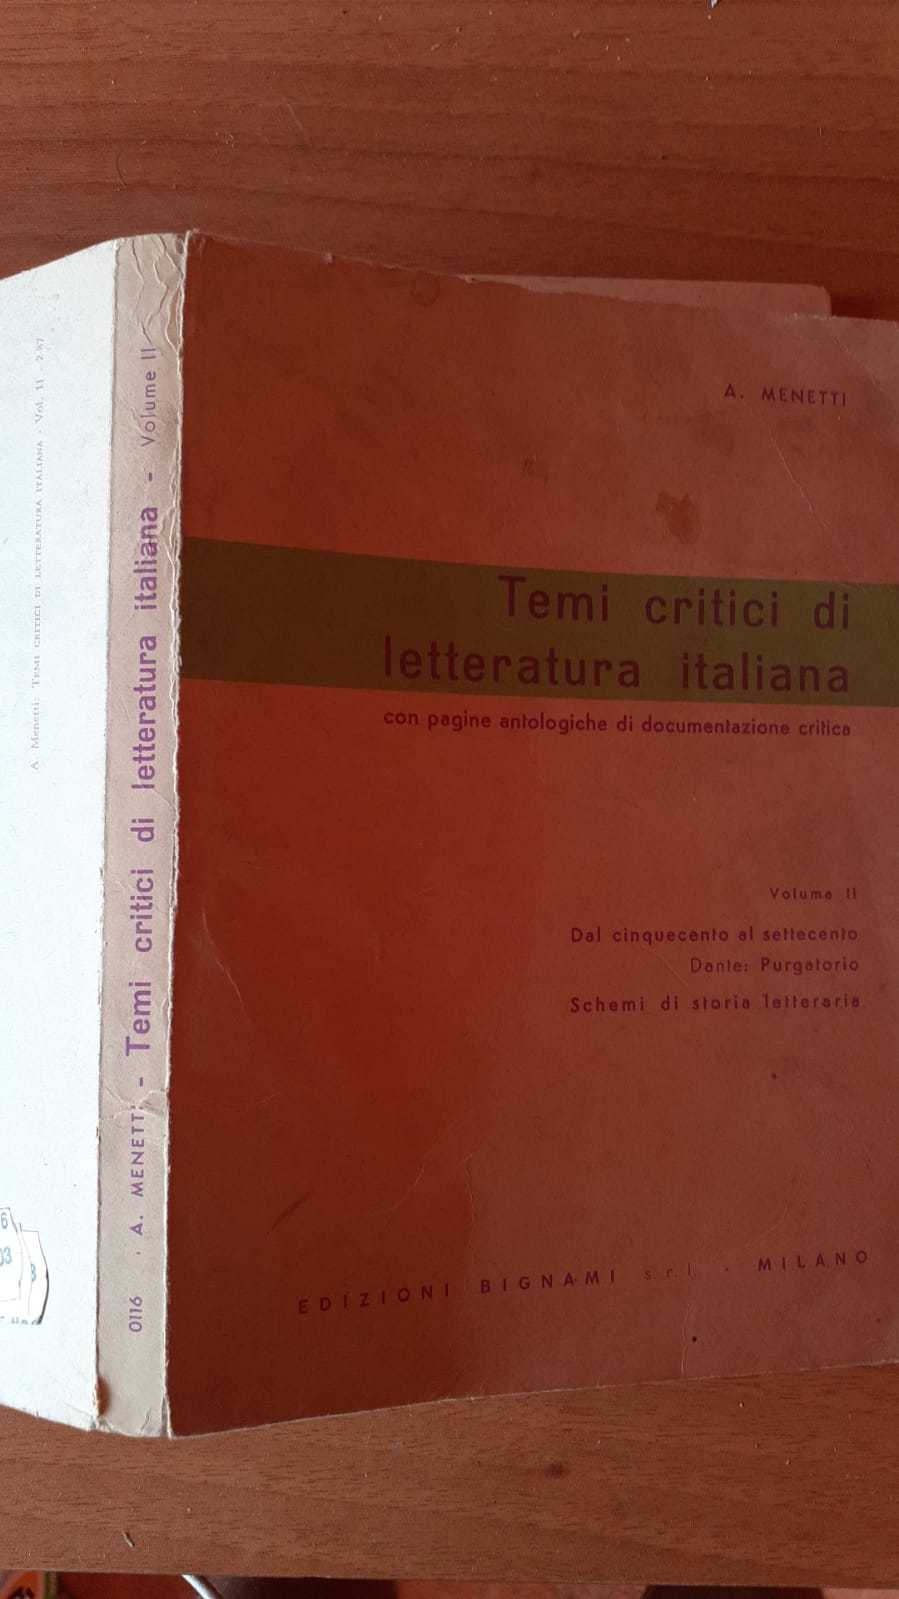 A. MENETTI
Temi critici di
letteratura italiana
con pagine antologiche di documentazione critica
Volume II
Dal cinquecento al settecento
Dante: Purgatorio
Schemi di storia letteraria
EDIZIONI BIGNAMI s r l - MILANO
0116 A. MENETTI - Temi critici di letteratura italiana - Volume II
A. Menetti: TEMI CRITICI DI LETTERATURA ITALIANA - Vol. II
6
03